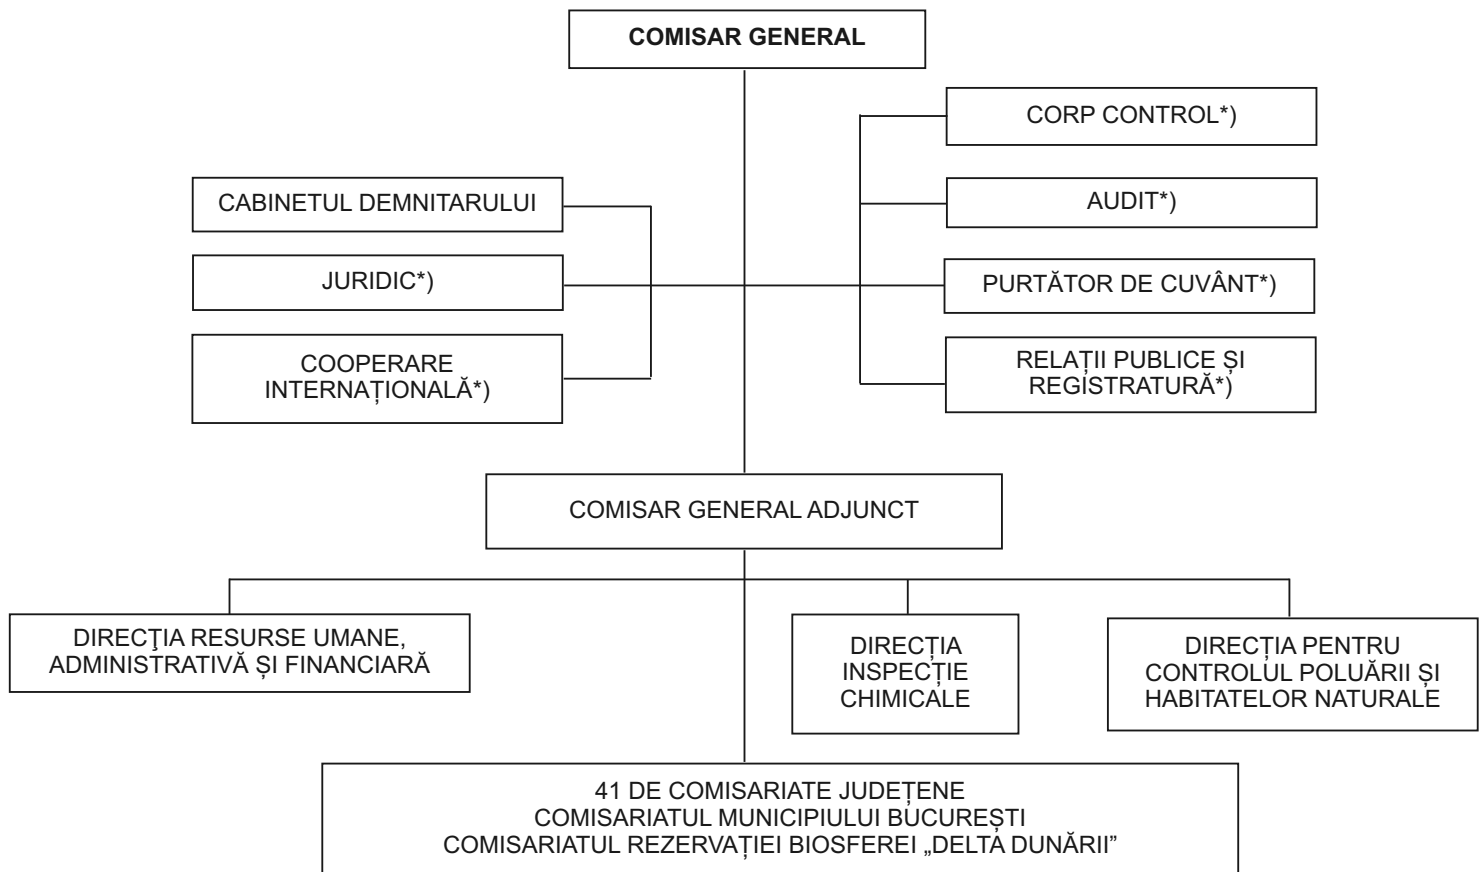 COMISAR GENERAL
CORP CONTROL*)
CABINETUL DEMNITARULUI
AUDIT*)
JURIDIC*)
PURTĂTOR DE CUVÂNT*)
COOPERARE
INTERNAȚIONALĂ*)
RELAȚII PUBLICE ȘI
REGISTRATURĂ*)
COMISAR GENERAL ADJUNCT
DIRECŢIA RESURSE UMANE,
ADMINISTRATIVĂ ȘI FINANCIARĂ
DIRECȚIA
INSPECȚIE
CHIMICALE
DIRECȚIA PENTRU
CONTROLUL POLUĂRII ȘI
HABITATELOR NATURALE
41 DE COMISARIATE JUDEȚENE
COMISARIATUL MUNICIPIULUI BUCUREȘTI
COMISARIATUL REZERVAȚIEI BIOSFEREI „DELTA DUNĂRII”